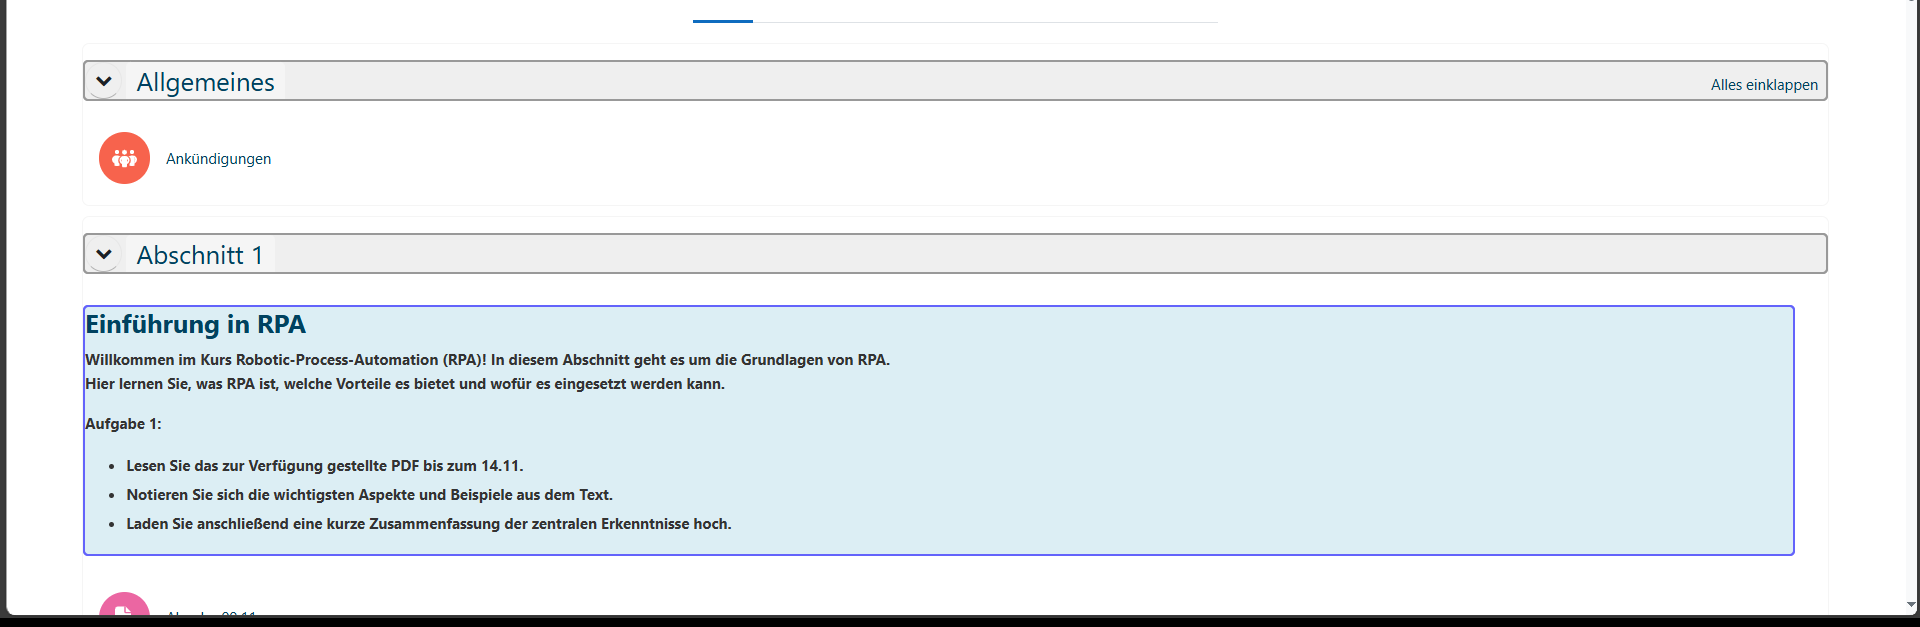 Allgemeines
Alles einklappen
Ankündigungen
Abschnitt 1
Einführung in RPA
Willkommen im Kurs Robotic-Process-Automation (RPA)! In diesem Abschnitt geht es um die Grundlagen von RPA.
Hier lernen Sie, was RPA ist, welche Vorteile es bietet und wofür es eingesetzt werden kann.
Aufgabe 1:
• Lesen Sie das zur Verfügung gestellte PDF bis zum 14.11.
• Notieren Sie sich die wichtigsten Aspekte und Beispiele aus dem Text.
• Laden Sie anschließend eine kurze Zusammenfassung der zentralen Erkenntnisse hoch.